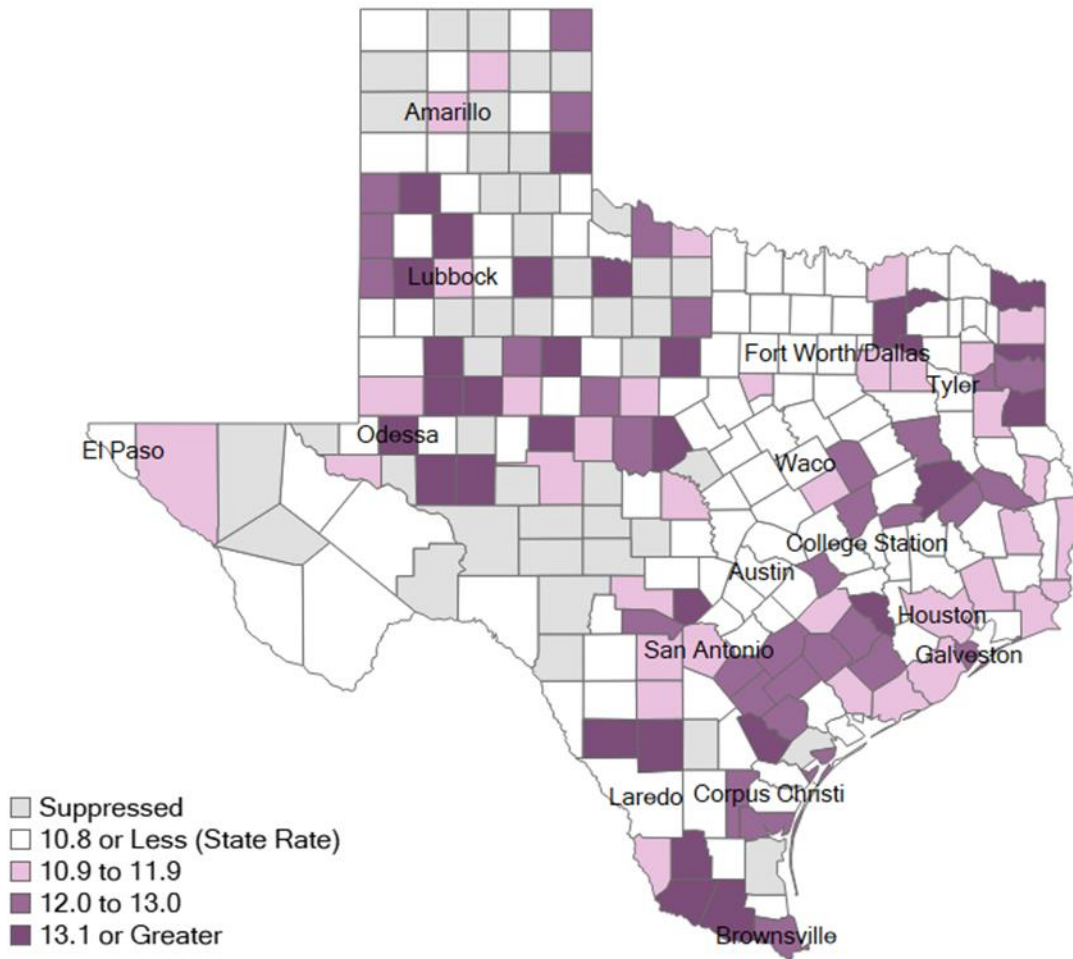 Amarillo
Lubbock
Fort Worth/Dallas
Tyler
El Paso
Odessa
Waco
College Station
Austin
Houston
San Antonio
Galveston
Laredo
Corpus Christi
Suppressed
10.8 or Less (State Rate)
10.9 to 11.9
12.0 to 13.0
13.1 or Greater
Brownsville